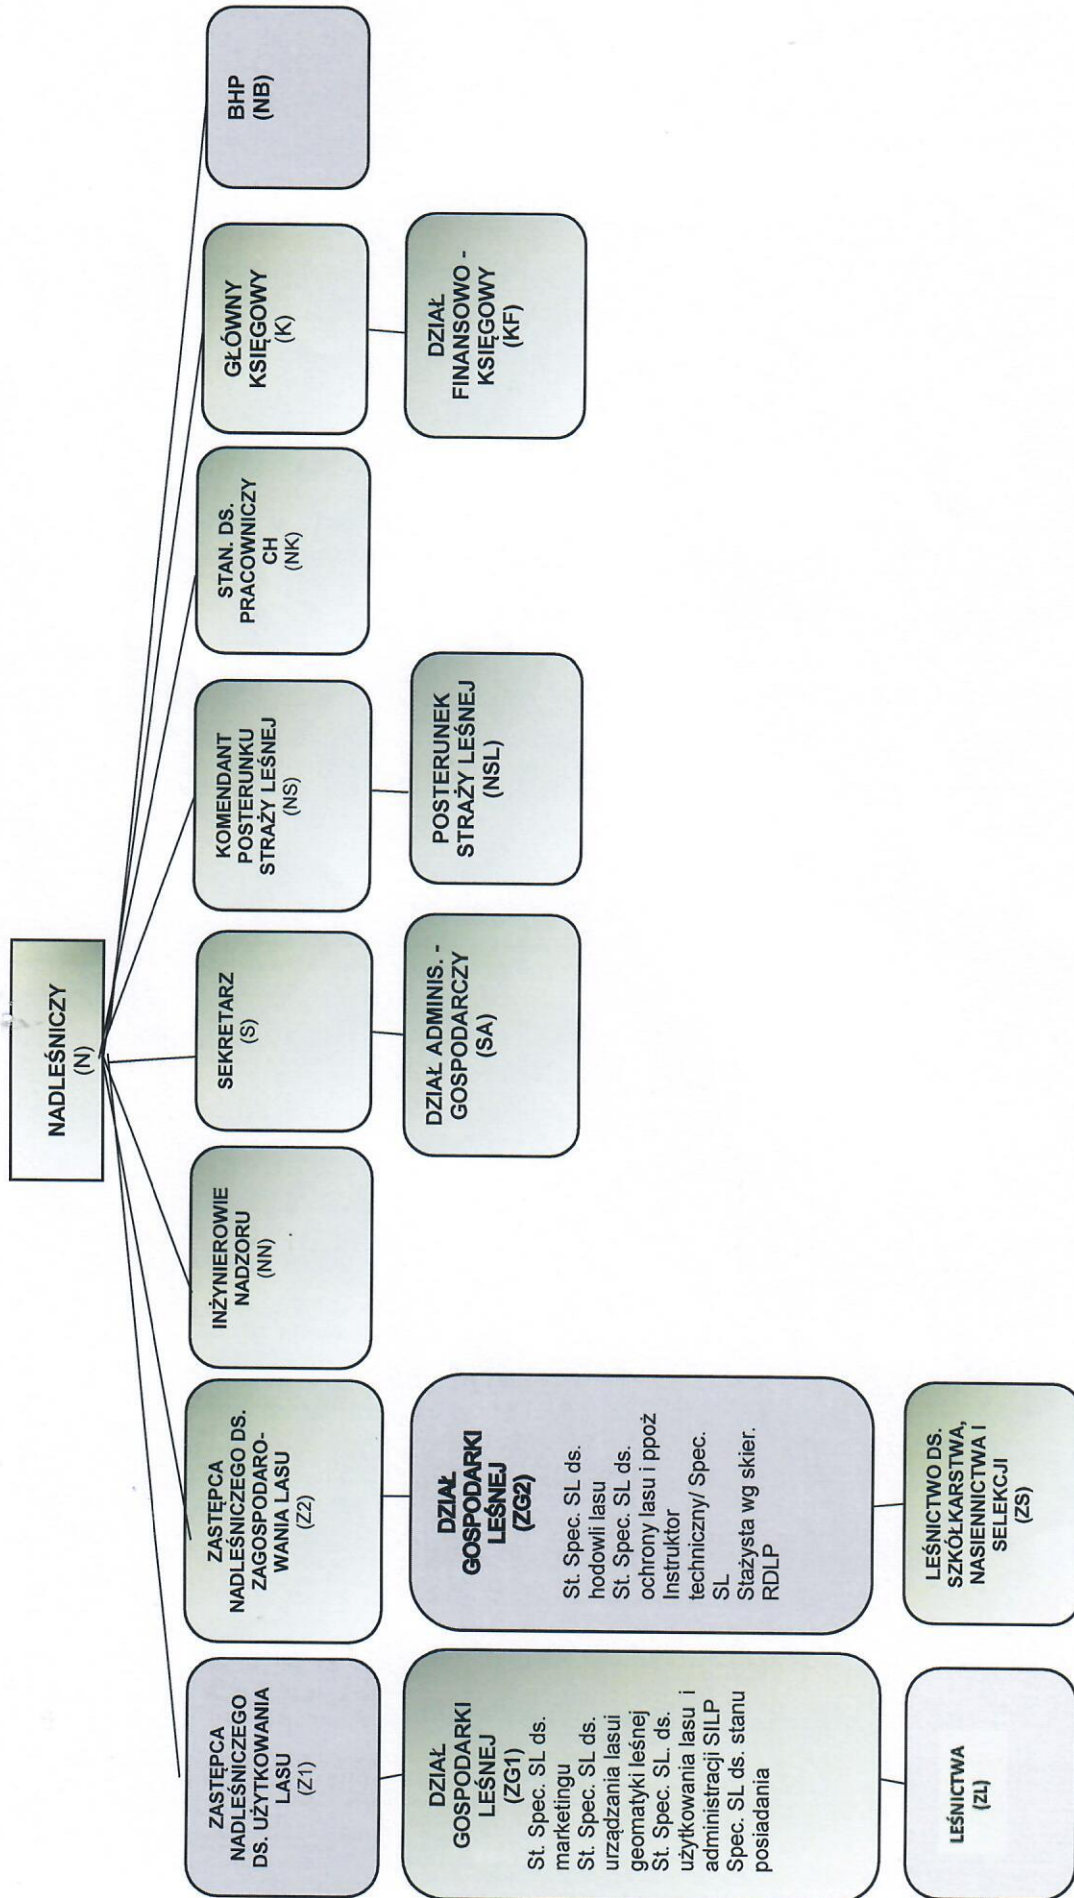 NADLEŚNICZY
(N)
ZASTĘPCA
NADLEŚNICZEGO
DS. UŻYTKOWANIA
LASU
(Z1)
ZASTĘPCA
NADLEŚNICZEGO DS.
ZAGOSPODARO-
WANIA LASU
(Z2)
INŻYNIEROWIE
NADZORU
(NN)
SEKRETARZ
(S)
KOMENDANT
POSTERUNKU
STRAŻY LEŚNEJ
(NS)
STAN. DS.
PRACOWNICZY
CH
(NK)
GŁÓWNY
KSIĘGOWY
(K)
BHP
(NB)
DZIAŁ
GOSPODARKI
LEŚNEJ
(ZG1)
St. Spec. SL ds.
marketingu
St. Spec. SL ds.
urządzania lasui
geomatyki leśnej
St. Spec. SL. ds.
użytkowania lasu i
administracji SILP
Spec. SL ds. stanu
posiadania
DZIAŁ
GOSPODARKI
LEŚNEJ
(ZG2)
St. Spec. SL ds.
hodowli lasu
St. Spec. SL ds.
ochrony lasu i ppoż
Instruktor
techniczny/ Spec.
SL
Stażysta wg skier.
RDLP
DZIAŁ ADMINIS. -
GOSPODARCZY
(SA)
POSTERUNEK
STRAŻY LEŚNEJ
(NSL)
DZIAŁ
FINANSOWO -
KSIĘGOWY
(KF)
LEŚNICTWA
(ZL)
LEŚNICTWO DS.
SZKÓŁKARSTWA,
NASIENNICTWA I
SELEKCJI
(ZS)